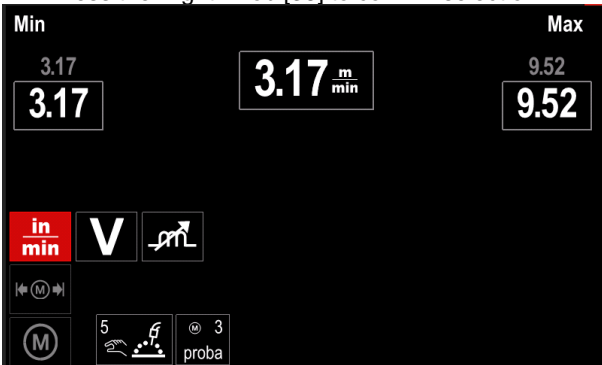 Min Max
3.17 9.52
3.17 3.17 m/min 9.52
in/min V
M
M 5 M 3
proba